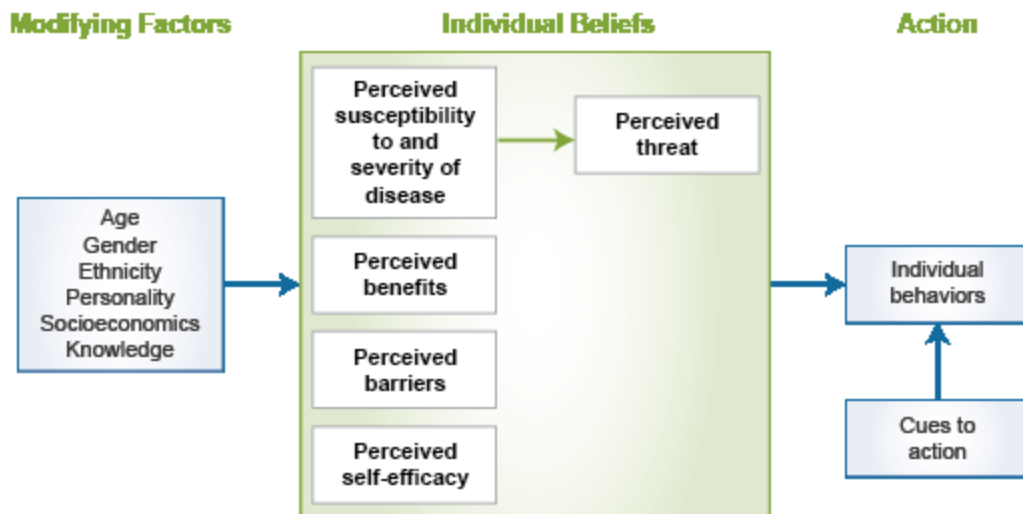 Modifying Factors
Individual Beliefs
Action
Perceived
susceptibility
to and
severity of
disease
Perceived
threat
Age
Gender
Ethnicity
Personality
Socioeconomics
Knowledge
Perceived
benefits
Perceived
barriers
Perceived
self-efficacy
Individual
behaviors
Cues to
action